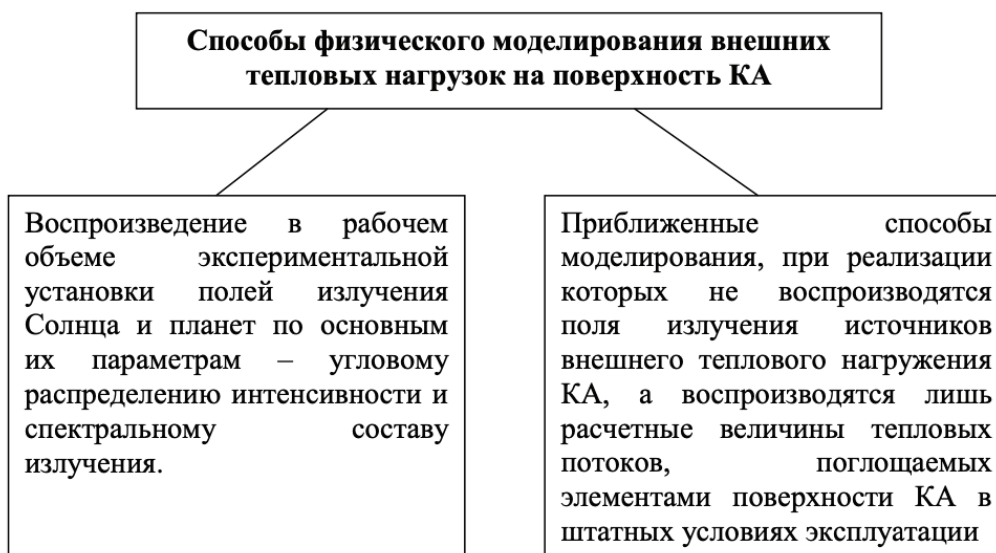 Способы физического моделирования внешних
тепловых нагрузок на поверхность КА
Воспроизведение в рабочем
объеме экспериментальной
установки полей излучения
Солнца и планет по основным
их параметрам – угловому
распределению интенсивности и
спектральному составу
излучения.
Приближенные способы
моделирования, при реализации
которых не воспроизводятся
поля излучения источников
внешнего теплового нагружения
КА, а воспроизводятся лишь
расчетные величины тепловых
потоков, поглощаемых
элементами поверхности КА в
штатных условиях эксплуатации